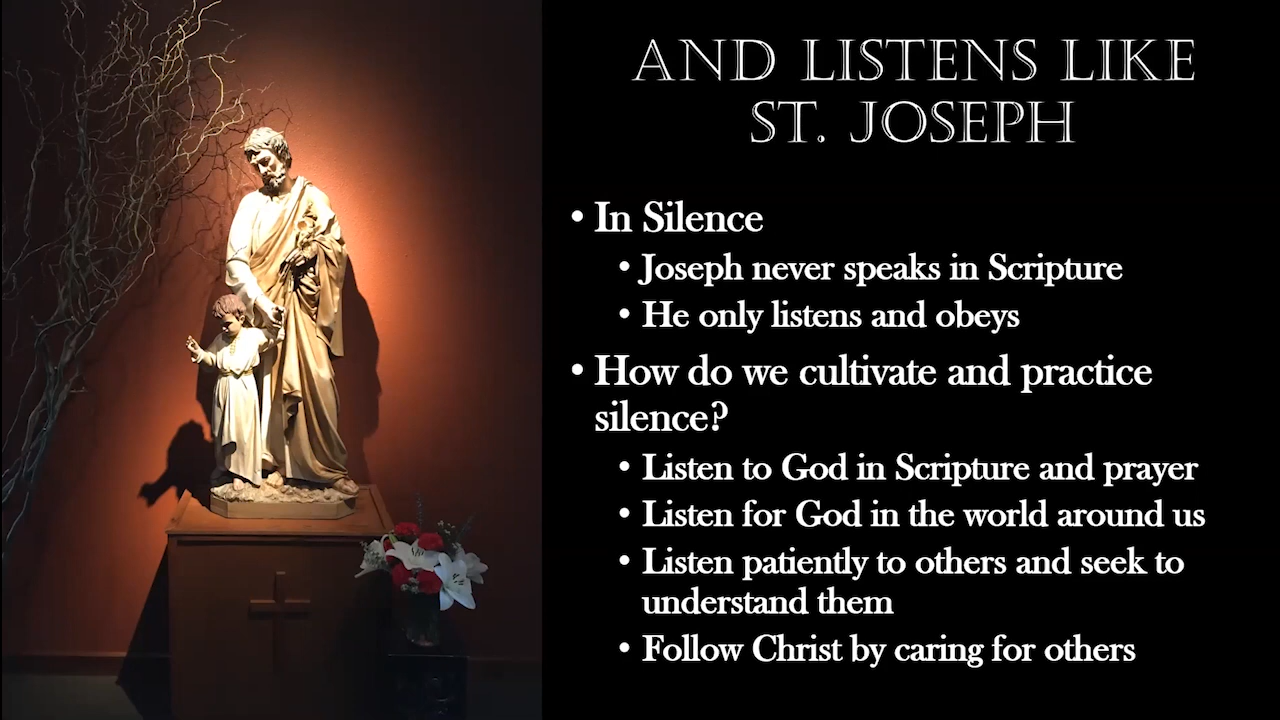 AND LISTENS LIKE
ST. JOSEPH
• In Silence
• Joseph never speaks in Scripture
• He only listens and obeys
• How do we cultivate and practice
silence?
• Listen to God in Scripture and prayer
• Listen for God in the world around us
• Listen patiently to others and seek to
understand them
• Follow Christ by caring for others